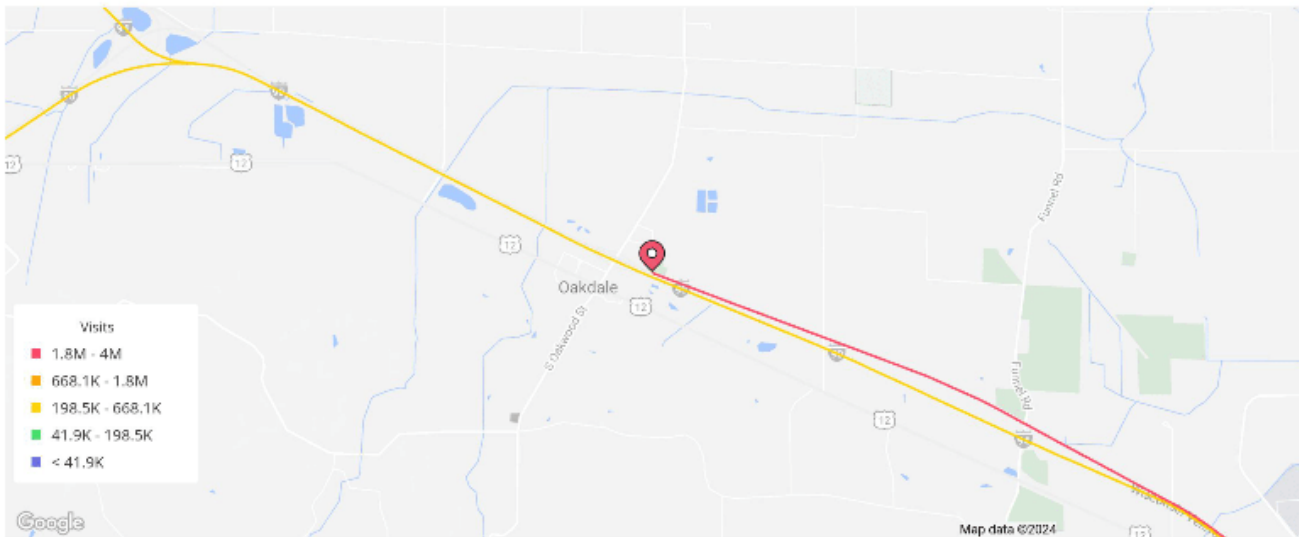 12
12
12
Oakdale
12
S Oakwood St
Funnel Rd
Funnel Rd
12
12
Visits
1.8M - 4M
668.1K - 1.8M
198.5K - 668.1K
41.9K - 198.5K
< 41.9K
Google
Map data ©2024